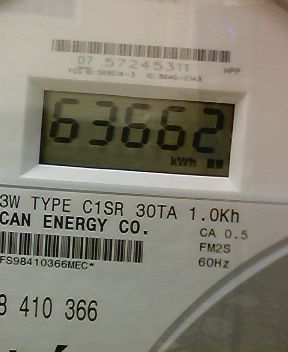 07 57245311
63662
kWh
3W TYPE C1SR 30TA 1.0Kh
CAN ENERGY CO.
CA 0.5
FM2S
60Hz
FS98410366MEC*
8 410 366